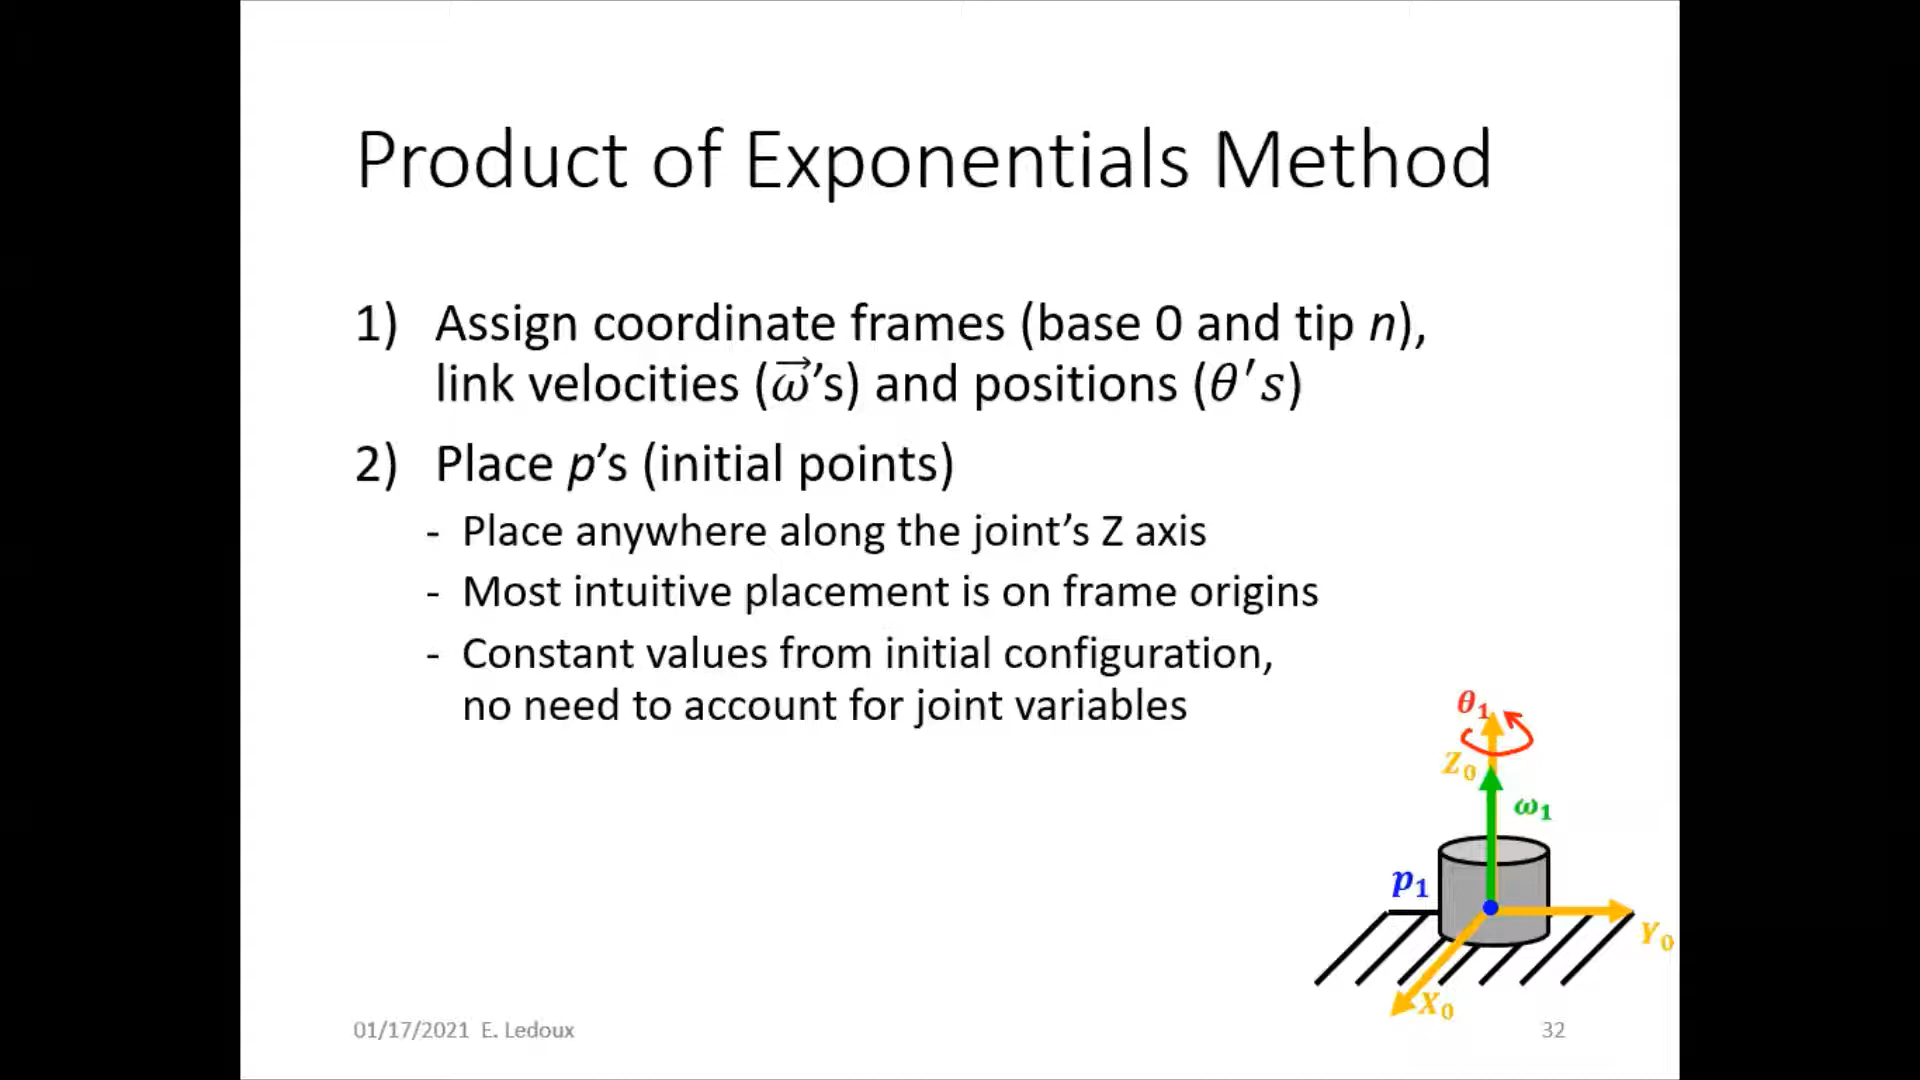 Product of Exponentials Method
1) Assign coordinate frames (base 0 and tip n),
link velocities (ω⃗'s) and positions (θ′s)
2) Place p's (initial points)
- Place anywhere along the joint's Z axis
- Most intuitive placement is on frame origins
- Constant values from initial configuration,
no need to account for joint variables
θ₁
Z₀
ω₁
p₁
Y₀
X₀
01/17/2021 E. Ledoux
32